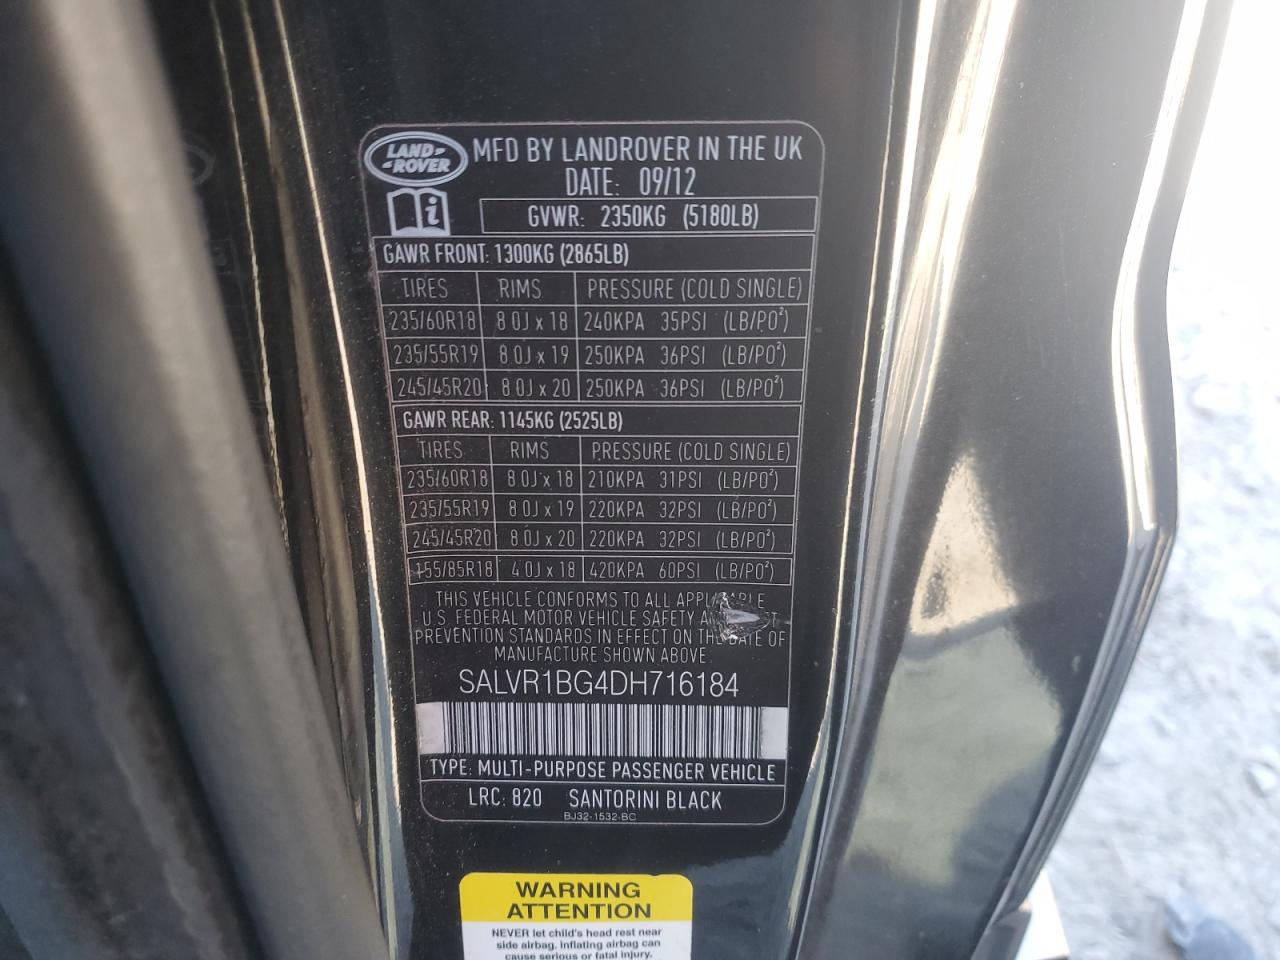 LAND-
-ROVER
MFD BY LANDROVER IN THE UK
DATE: 09/12
GVWR: 2350KG (5180LB)
GAWR FRONT: 1300KG (2865LB)
TIRES RIMS PRESSURE (COLD SINGLE)
235/60R18 8.0J x 18 240KPA 35PSI (LB/PO²)
235/55R19 8.0J x 19 250KPA 36PSI (LB/PO²)
245/45R20 8.0J x 20 250KPA 36PSI (LB/PO²)
GAWR REAR: 1145KG (2525LB)
TIRES RIMS PRESSURE (COLD SINGLE)
235/60R18 8.0J x 18 210KPA 31PSI (LB/PO²)
235/55R19 8.0J x 19 220KPA 32PSI (LB/PO²)
245/45R20 8.0J x 20 220KPA 32PSI (LB/PO²)
155/85R18 4.0J x 18 420KPA 60PSI (LB/PO²)
THIS VEHICLE CONFORMS TO ALL
U.S. FEDERAL MOTOR VEHICLE SAFETY
PREVENTION STANDARDS IN EFFECT ON THE DATE OF
MANUFACTURE SHOWN ABOVE.
SALVR1BG4DH716184
TYPE: MULTI-PURPOSE PASSENGER VEHICLE
LRC: 820 SANTORINI BLACK
BJ32-1532-BC
WARNING
ATTENTION
NEVER let child's head rest near
side airbag, inflating airbag can
cause serious or fatal injury.